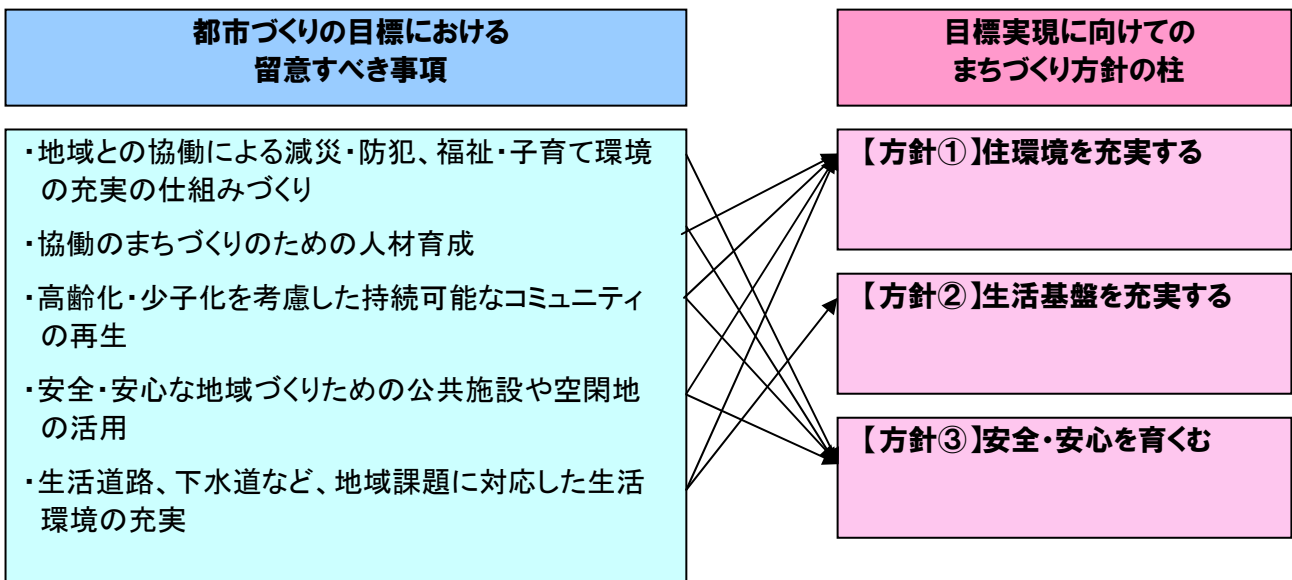 都市づくりの目標における
留意すべき事項
目標実現に向けての
まちづくり方針の柱
・地域との協働による減災・防犯、福祉・子育て環境
の充実の仕組みづくり
・協働のまちづくりのための人材育成
・高齢化・少子化を考慮した持続可能なコミュニティ
の再生
・安全・安心な地域づくりための公共施設や空閑地
の活用
・生活道路、下水道など、地域課題に対応した生活
環境の充実
【方針①】住環境を充実する
【方針②】生活基盤を充実する
【方針③】安全・安心を育くむ